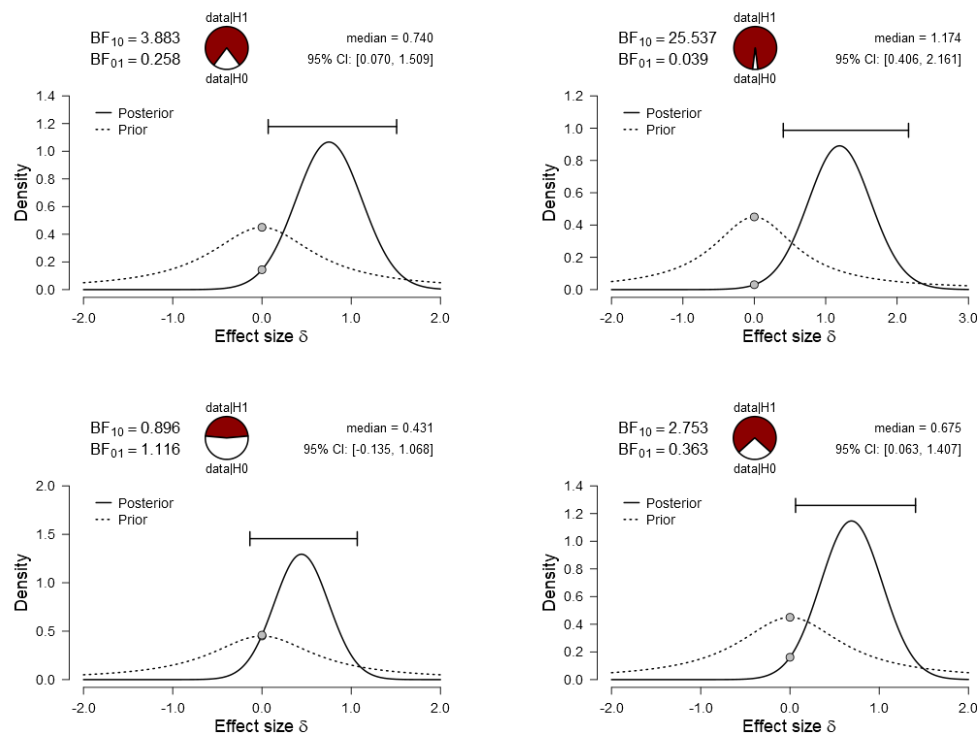 data|H1
BF10 = 3.883
BF01 = 0.258
median = 0.740
95% CI: [0.070, 1.509]
data|H0
1.4
1.2
1.0
0.8
0.6
0.4
0.2
0.0
Density
Posterior
Prior
-2.0 -1.0 0.0 1.0 2.0
Effect size δ
data|H1
BF10 = 25.537
BF01 = 0.039
median = 1.174
95% CI: [0.406, 2.161]
data|H0
1.2
1.0
0.8
0.6
0.4
0.2
0.0
Density
Posterior
Prior
-2.0 -1.0 0.0 1.0 2.0 3.0
Effect size δ
data|H1
BF10 = 0.896
BF01 = 1.116
median = 0.431
95% CI: [-0.135, 1.068]
data|H0
2.0
1.5
1.0
0.5
0.0
Density
Posterior
Prior
-2.0 -1.0 0.0 1.0 2.0
Effect size δ
data|H1
BF10 = 2.753
BF01 = 0.363
median = 0.675
95% CI: [0.063, 1.407]
data|H0
1.4
1.2
1.0
0.8
0.6
0.4
0.2
0.0
Density
Posterior
Prior
-2.0 -1.0 0.0 1.0 2.0
Effect size δ